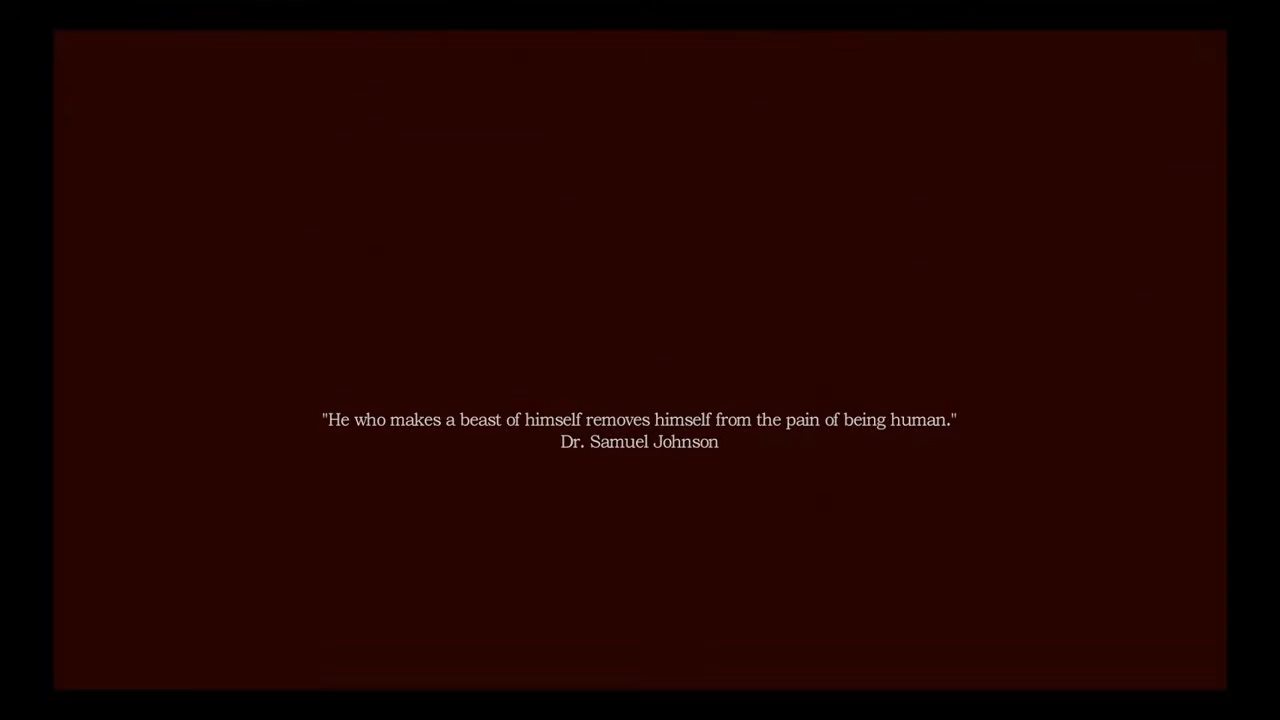 "He who makes a beast of himself removes himself from the pain of being human."
Dr. Samuel Johnson